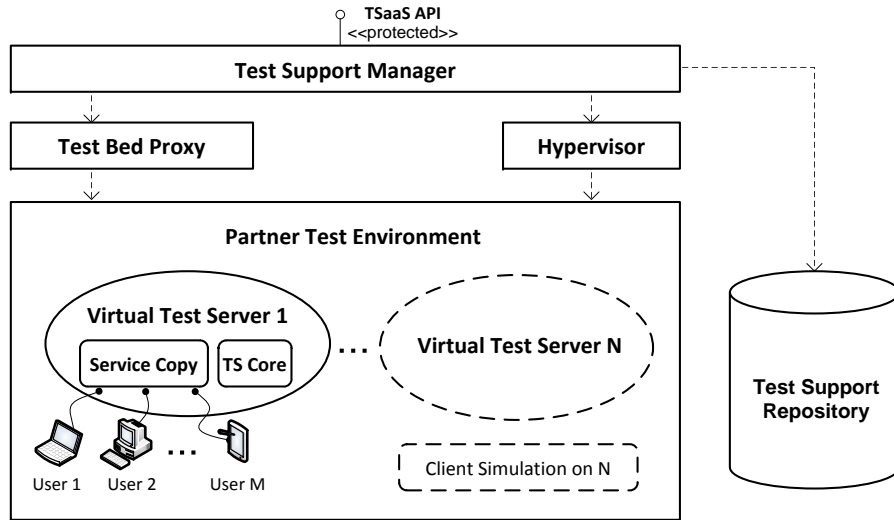 TSaaS API
<<protected>>
Test Support Manager
Test Bed Proxy
Hypervisor
Partner Test Environment
Virtual Test Server 1
Service Copy
TS Core
...
Virtual Test Server N
Test Support
Repository
...
User 1
User 2
User M
Client Simulation on N